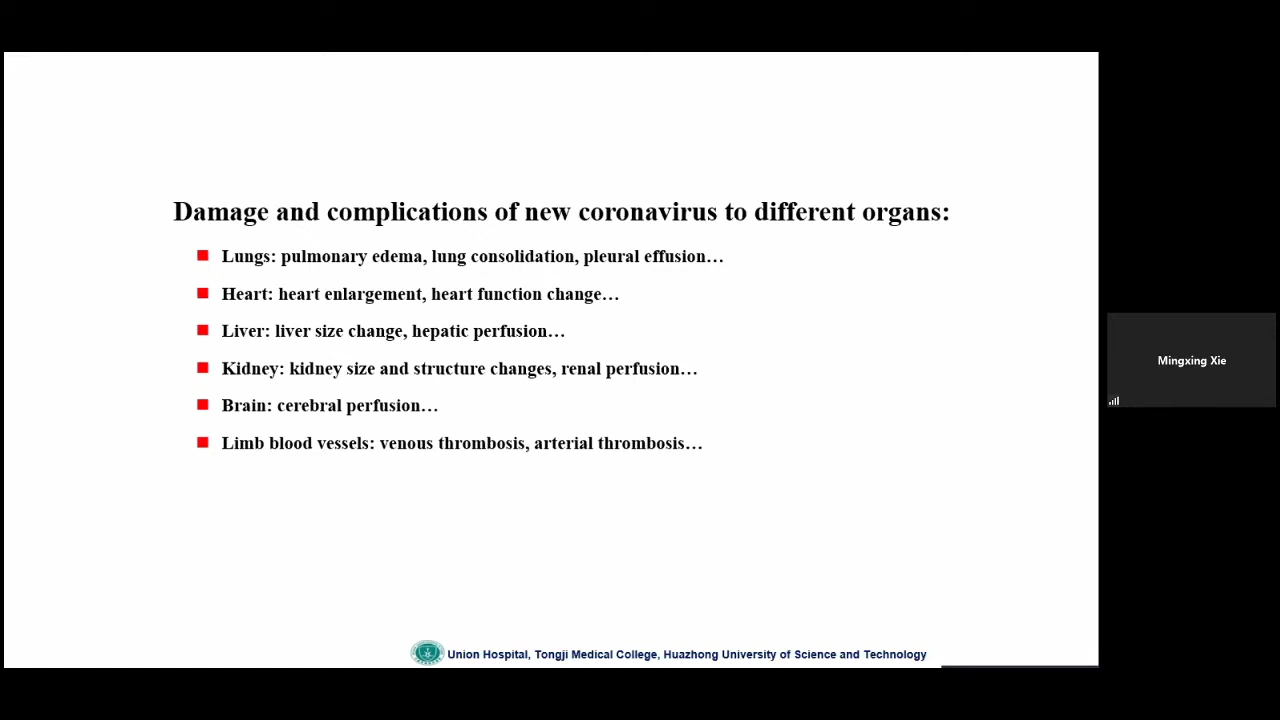 Damage and complications of new coronavirus to different organs:
Lungs: pulmonary edema, lung consolidation, pleural effusion…
Heart: heart enlargement, heart function change…
Liver: liver size change, hepatic perfusion…
Kidney: kidney size and structure changes, renal perfusion…
Brain: cerebral perfusion…
Limb blood vessels: venous thrombosis, arterial thrombosis…
Mingxing Xie
Union Hospital, Tongji Medical College, Huazhong University of Science and Technology